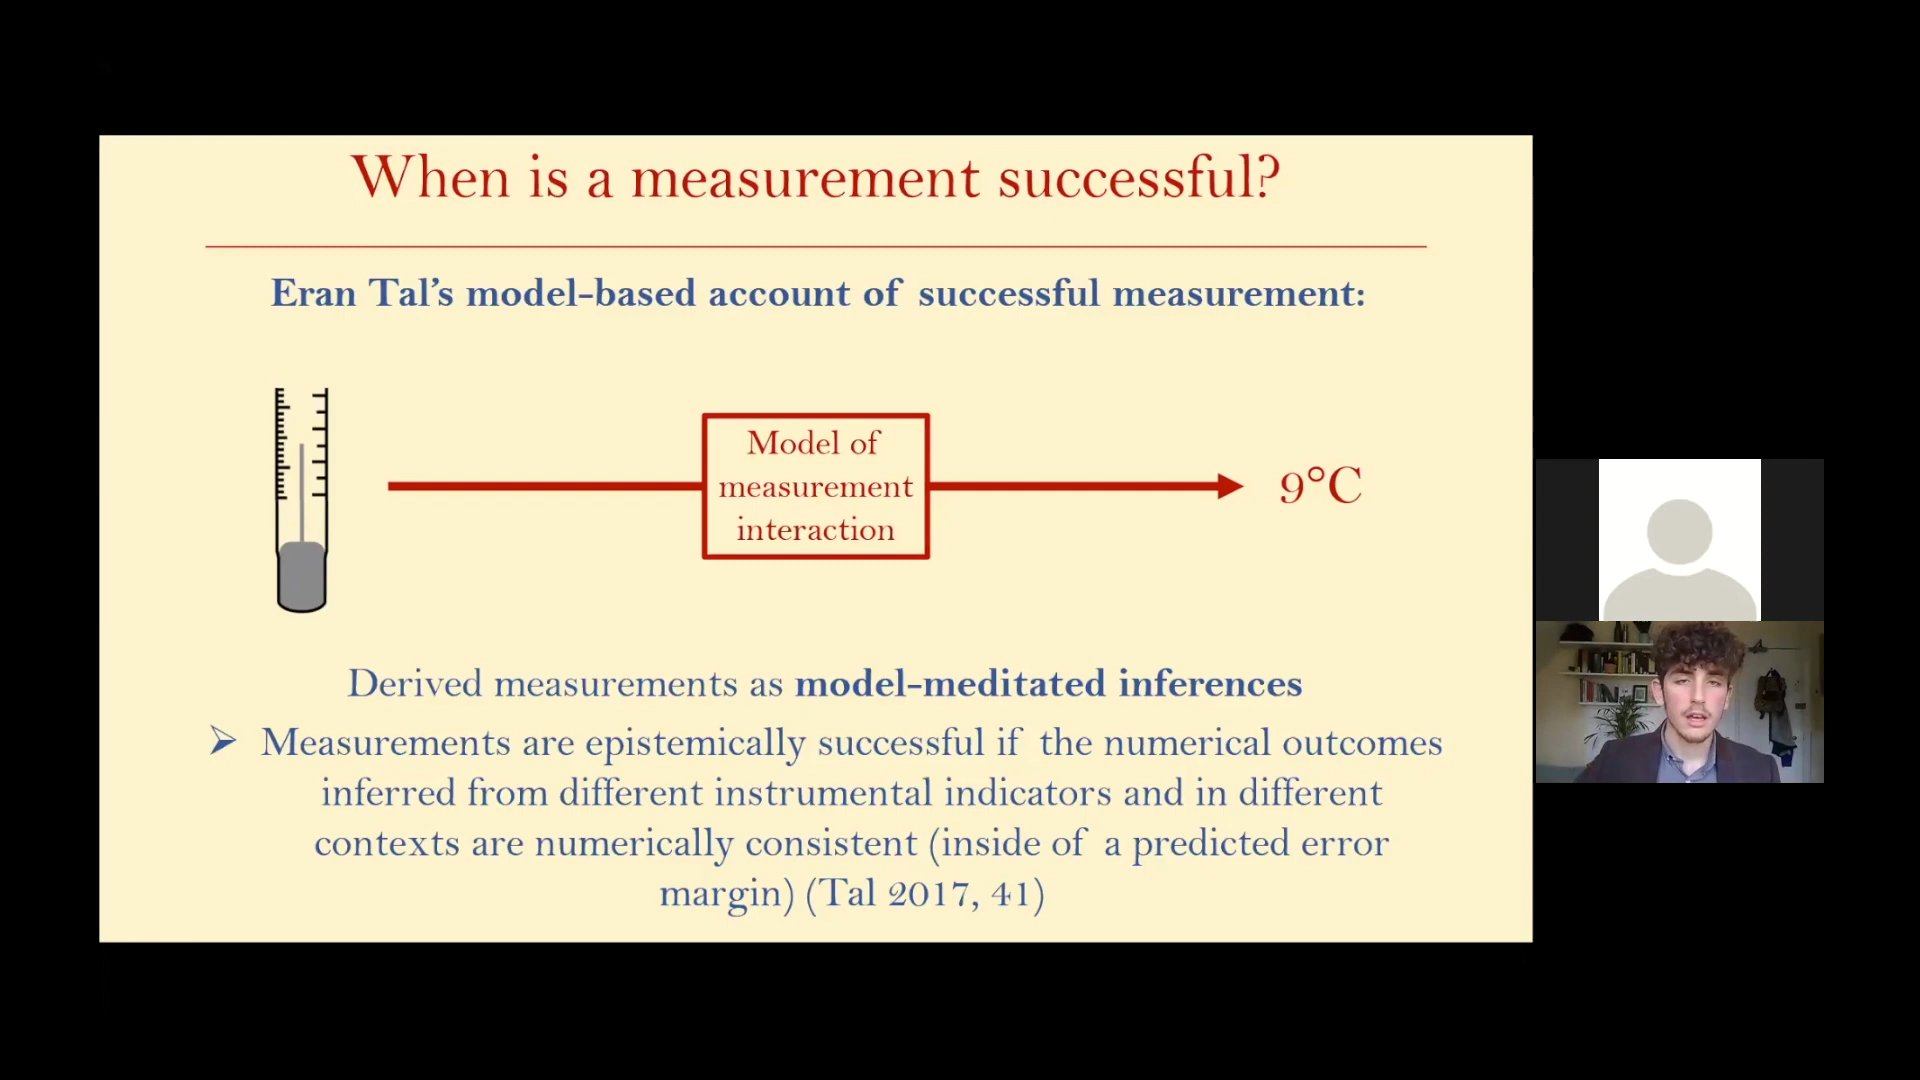 When is a measurement successful?
Eran Tal's model-based account of successful measurement:
Model of
measurement
interaction
9°C
Derived measurements as model-meditated inferences
➢ Measurements are epistemically successful if the numerical outcomes
inferred from different instrumental indicators and in different
contexts are numerically consistent (inside of a predicted error
margin) (Tal 2017, 41)